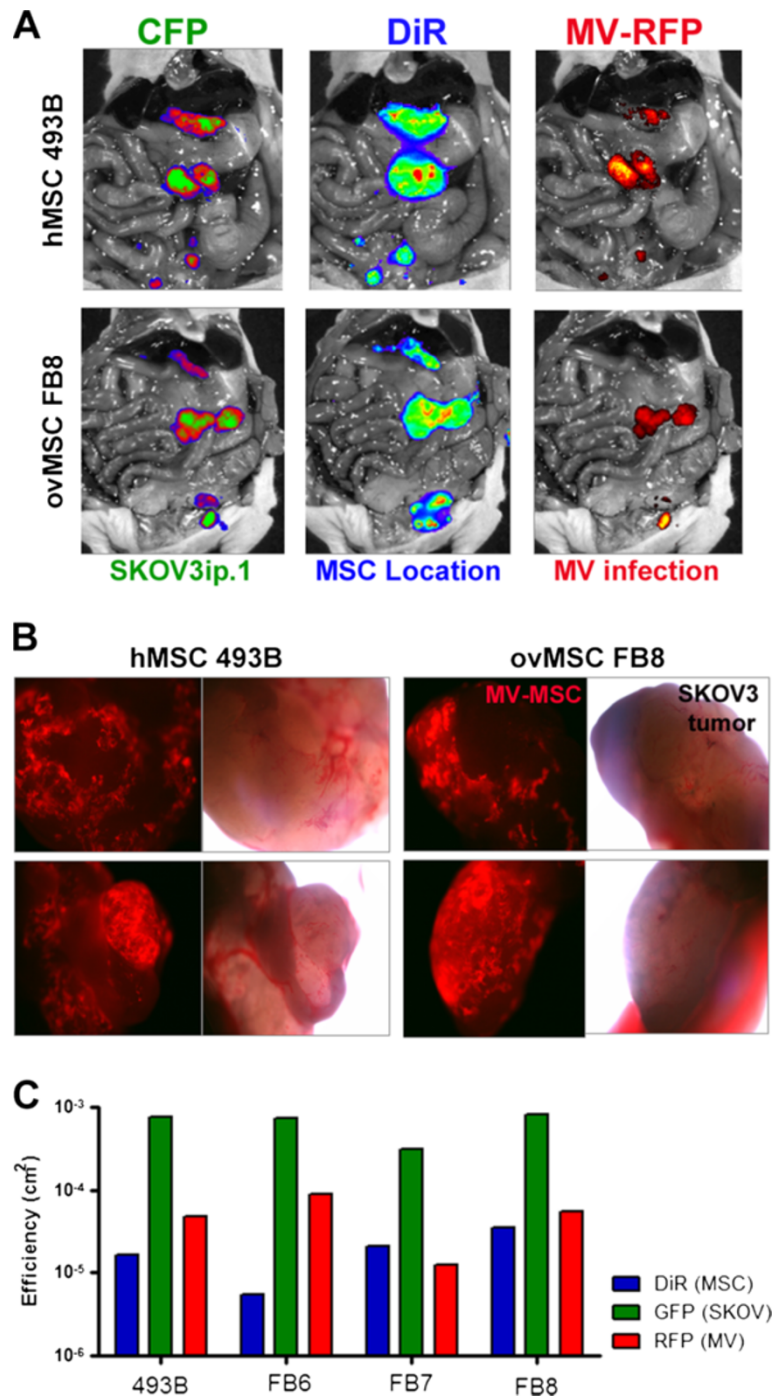 A
CFP DiR MV-RFP
hMSC 493B
ovMSC FB8
SKOV3ip.1 MSC Location MV infection
B
hMSC 493B ovMSC FB8
MV-MSC SKOV3
tumor
C
Efficiency (cm²)
10⁻³
10⁻⁴
10⁻⁵
10⁻⁶
493B FB6 FB7 FB8
DiR (MSC)
GFP (SKOV)
RFP (MV)